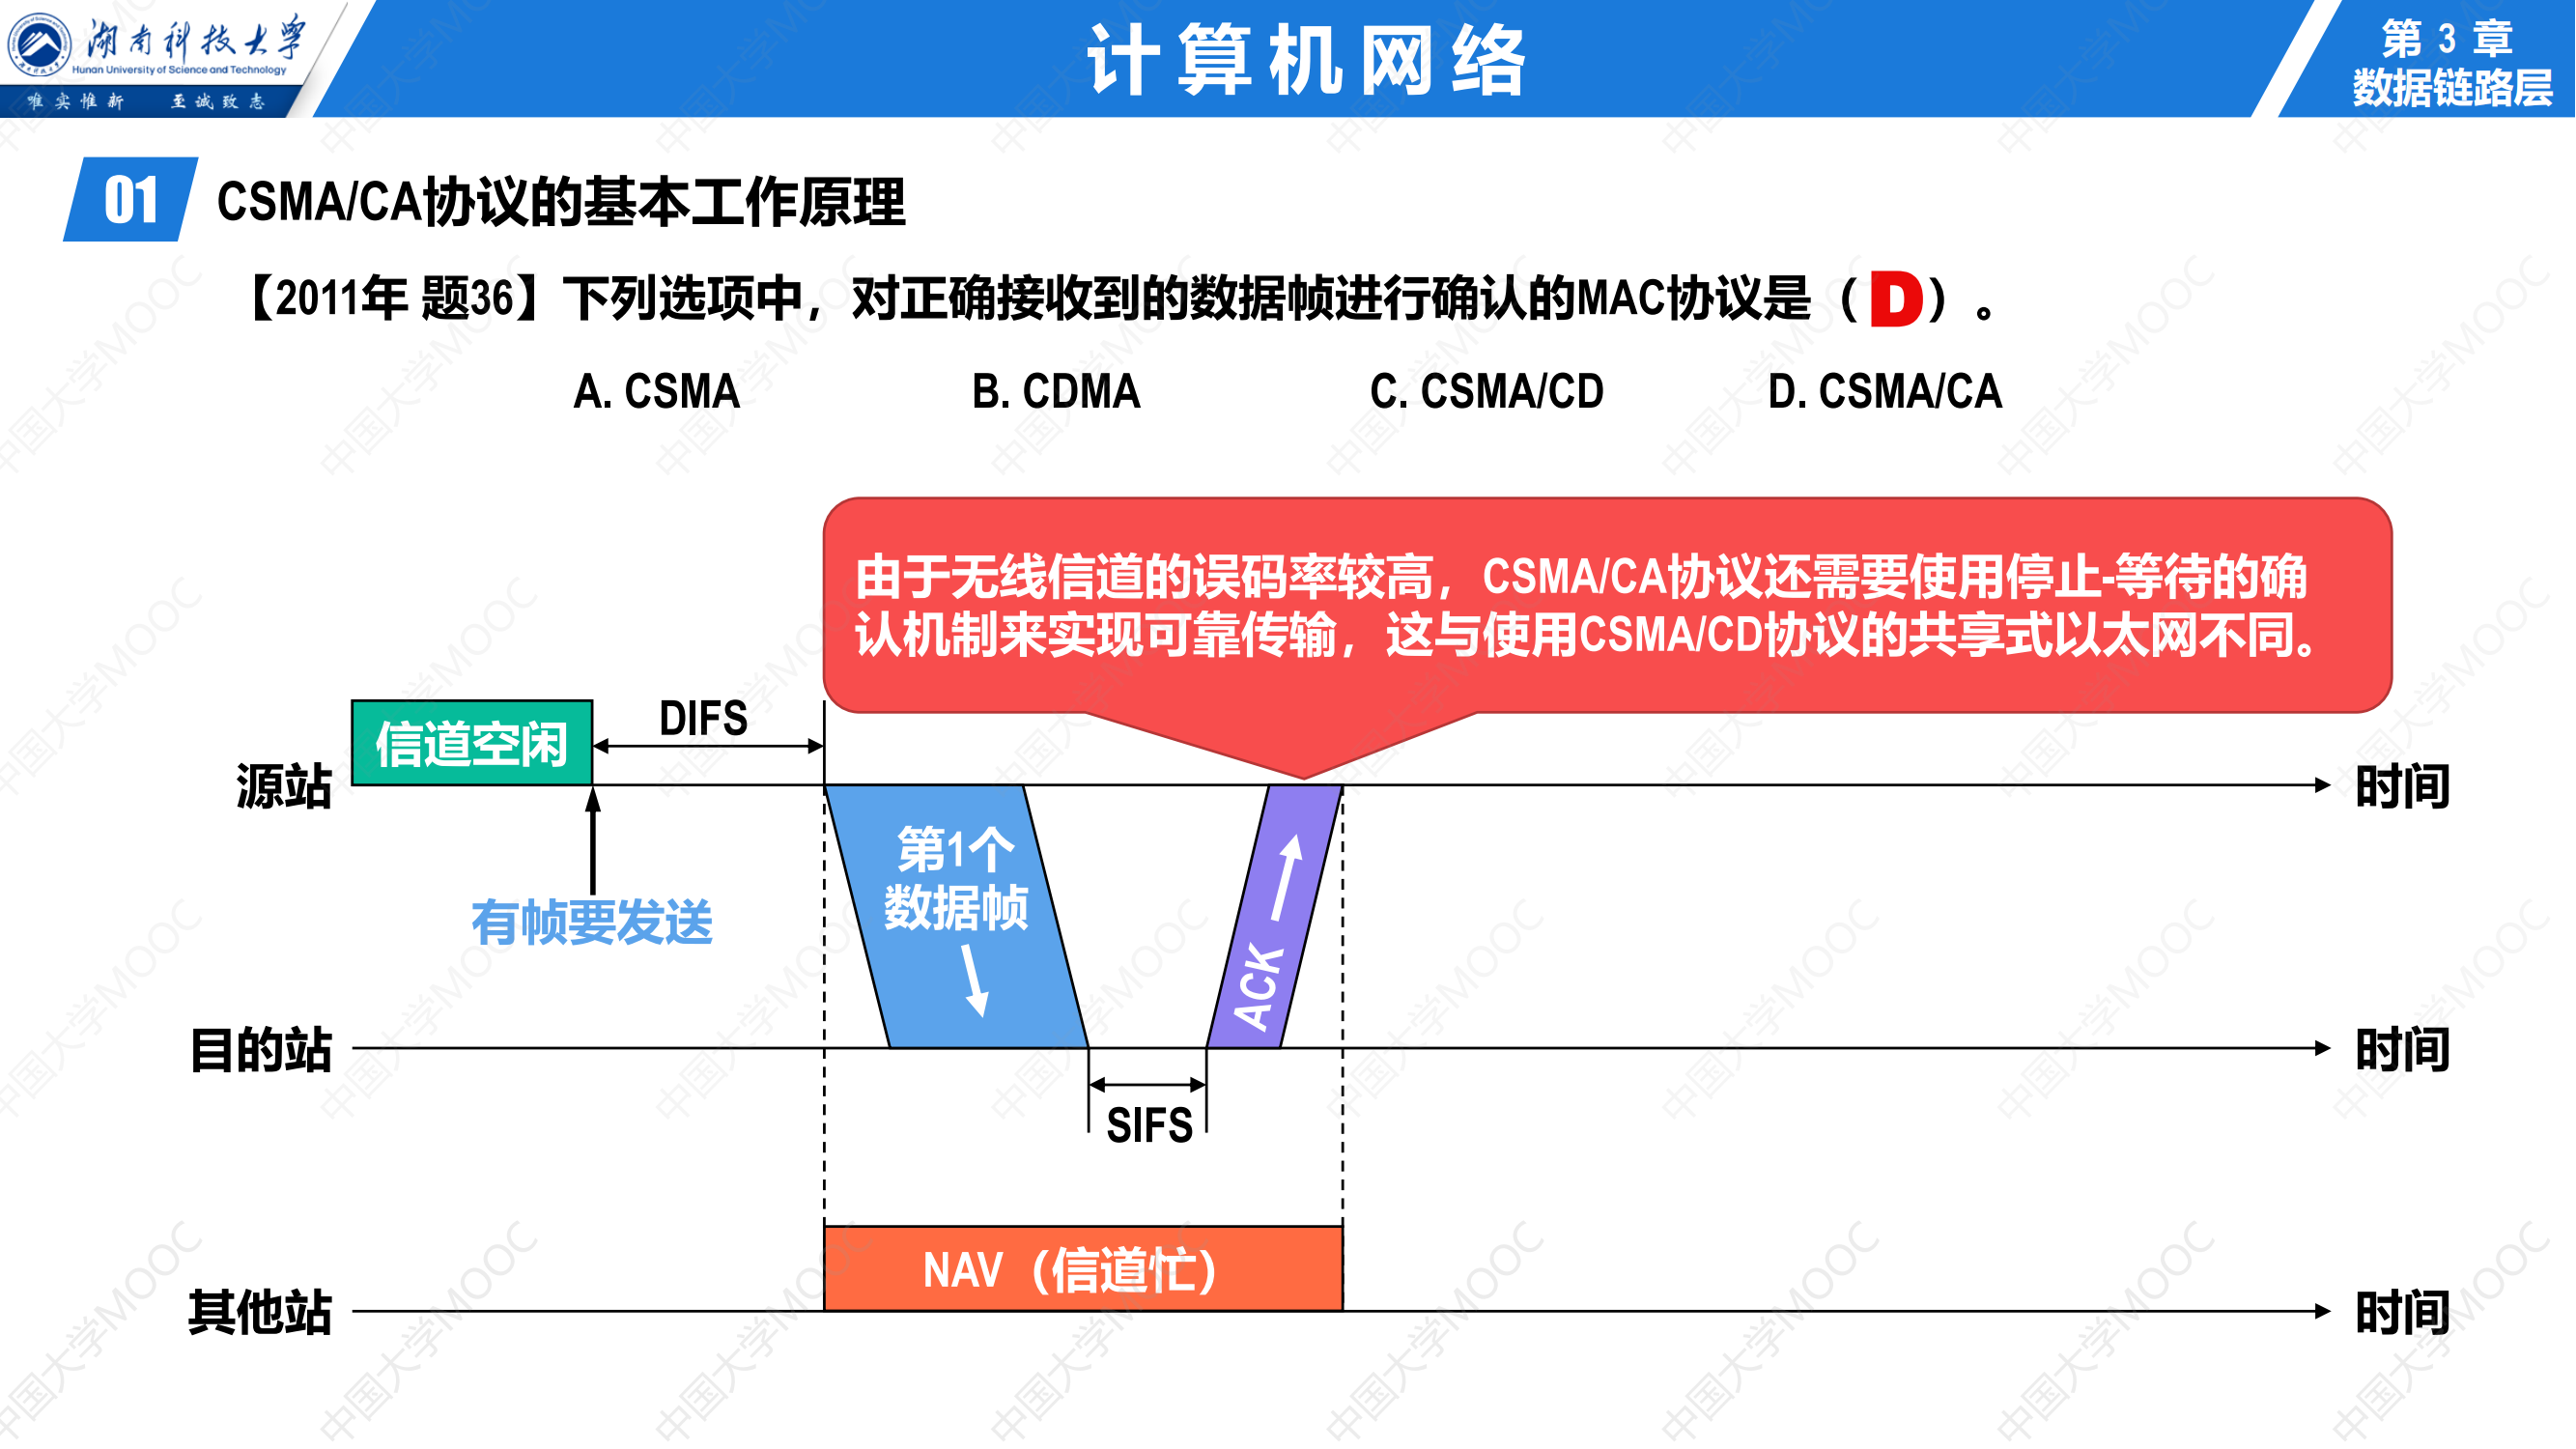 湖南科技大学
Hunan University of Science and Technology
唯实惟新 至诚致志
计算机网络
第 3 章
数据链路层
01 CSMA/CA协议的基本工作原理
【2011年 题36】下列选项中，对正确接收到的数据帧进行确认的MAC协议是（D）。
A. CSMA B. CDMA C. CSMA/CD D. CSMA/CA
由于无线信道的误码率较高，CSMA/CA协议还需要使用停止-等待的确
认机制来实现可靠传输，这与使用CSMA/CD协议的共享式以太网不同。
信道空闲
DIFS
源站
时间
有帧要发送
第1个
数据帧
ACK
目的站
时间
SIFS
NAV（信道忙）
其他站
时间
中国大学MOOC